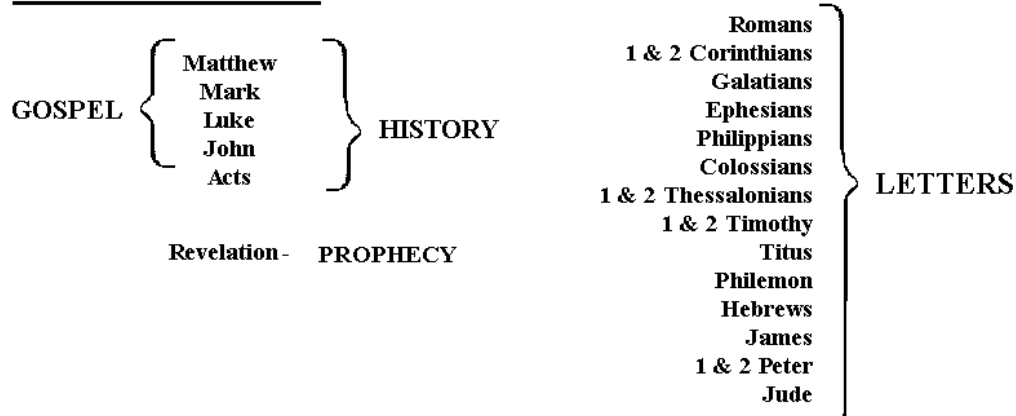 GOSPEL
Matthew
Mark
Luke
John
Acts
HISTORY
Revelation - PROPHECY
Romans
1 & 2 Corinthians
Galatians
Ephesians
Philippians
Colossians
1 & 2 Thessalonians
1 & 2 Timothy
Titus
Philemon
Hebrews
James
1 & 2 Peter
Jude
LETTERS